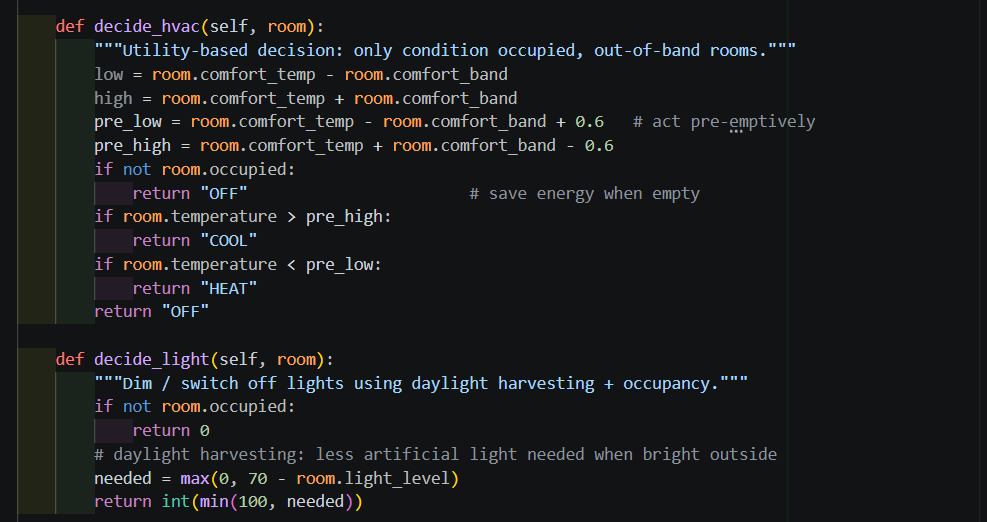 def decide_hvac(self, room):
"""Utility-based decision: only condition occupied, out-of-band rooms."""
low = room.comfort_temp - room.comfort_band
high = room.comfort_temp + room.comfort_band
pre_low = room.comfort_temp - room.comfort_band + 0.6   # act pre-emptively
pre_high = room.comfort_temp + room.comfort_band - 0.6
if not room.occupied:
return "OFF"                       # save energy when empty
if room.temperature > pre_high:
return "COOL"
if room.temperature < pre_low:
return "HEAT"
return "OFF"
def decide_light(self, room):
"""Dim / switch off lights using daylight harvesting + occupancy."""
if not room.occupied:
return 0
# daylight harvesting: less artificial light needed when bright outside
needed = max(0, 70 - room.light_level)
return int(min(100, needed))